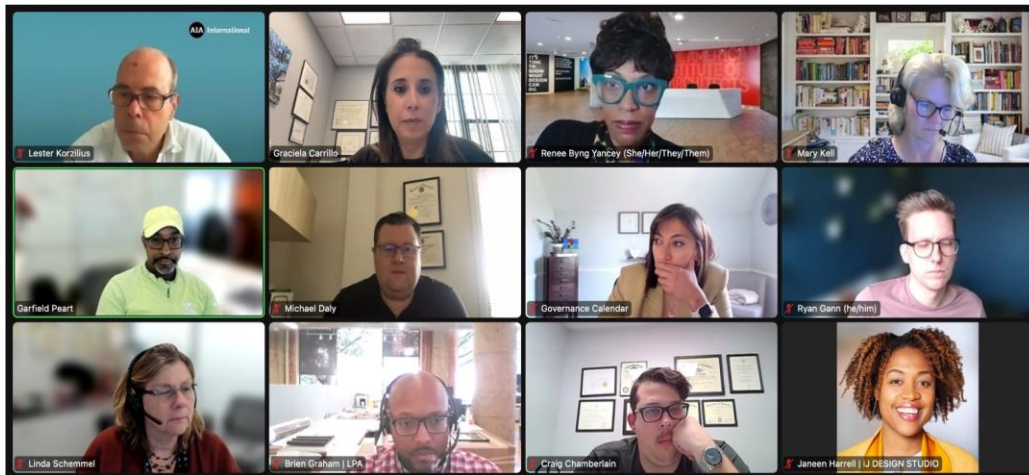 AIA International
Lester Korzilius
Graciela Carrillo
Renee Byng Yancey (She/Her/They/Them)
Mary Kell
Garfield Peart
Michael Daly
Governance Calendar
Ryan Gann (he/him)
Linda Schemmel
Brien Graham | LPA
Craig Chamberlain
Janeen Harrell | iJ DESIGN STUDIO